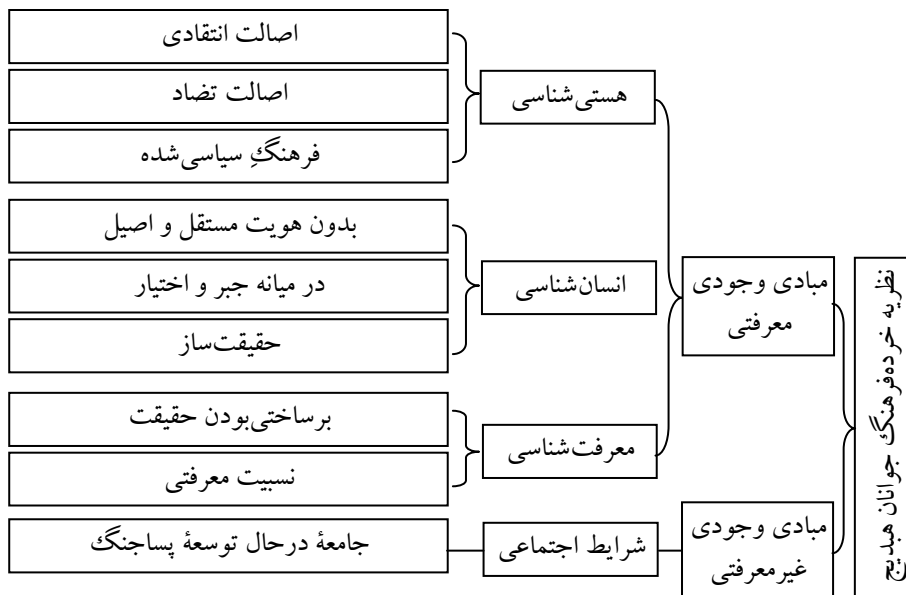 نظریه خرده‌فرهنگ جوانان هبدیج
مبادی وجودی
معرفتی
هستی‌شناسی
اصالت انتقادی
اصالت تضاد
فرهنگِ سیاسی‌شده
انسان‌شناسی
بدون هویت مستقل و اصیل
در میانه جبر و اختیار
حقیقت‌ساز
معرفت‌شناسی
برساختی‌بودن حقیقت
نسبیت معرفتی
مبادی وجودی
غیرمعرفتی
شرایط اجتماعی
جامعۀ درحال توسعۀ پساجنگ